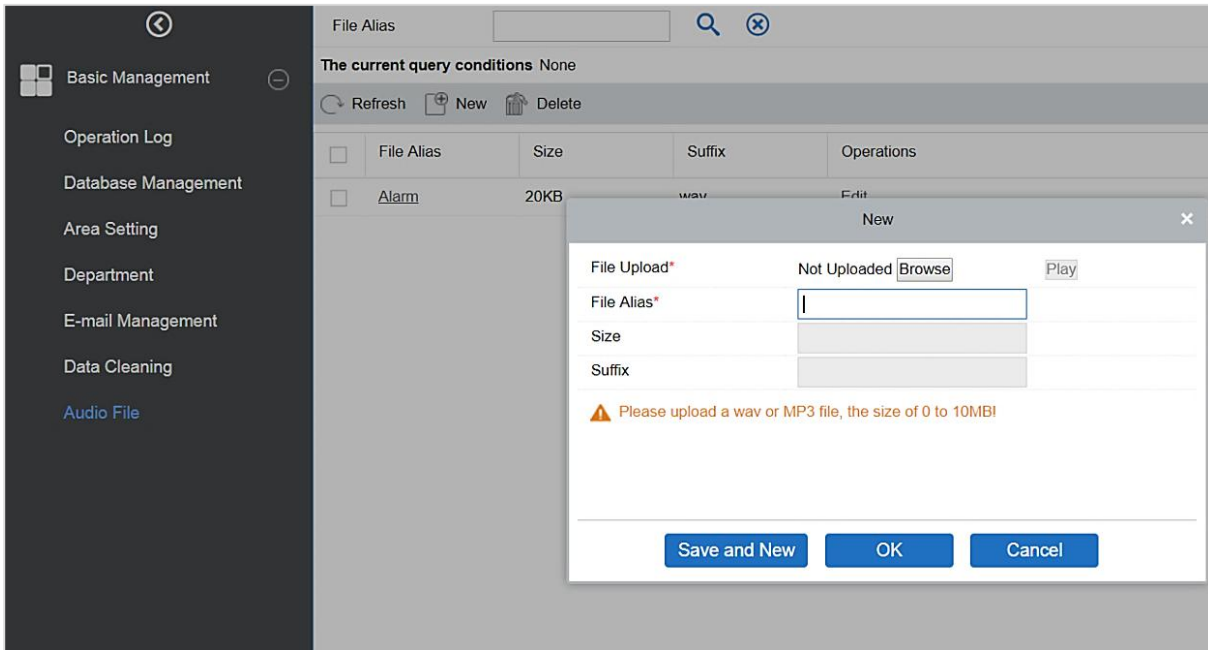 File Alias
The current query conditions None
Refresh New Delete
File Alias Size Suffix Operations
Alarm 20KB wav Edit
Basic Management
Operation Log
Database Management
Area Setting
Department
E-mail Management
Data Cleaning
Audio File
New
File Upload* Not Uploaded Browse Play
File Alias*
Size
Suffix
Please upload a wav or MP3 file, the size of 0 to 10MB!
Save and New OK Cancel